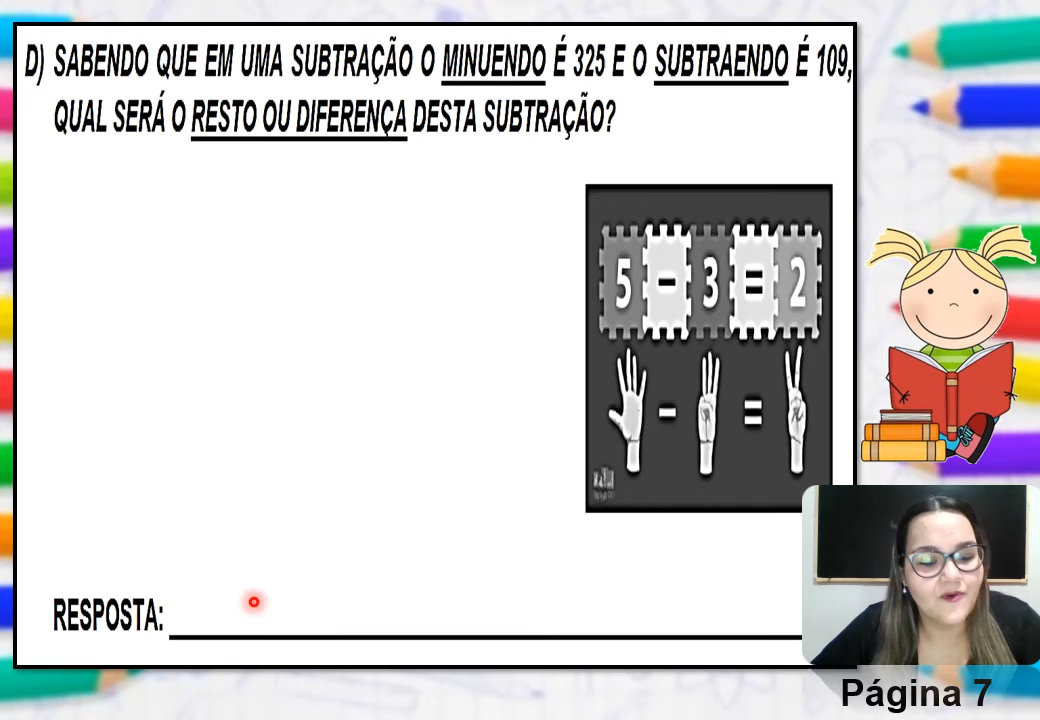 D) SABENDO QUE EM UMA SUBTRAÇÃO O MINUENDO É 325 E O SUBTRAENDO É 109,
QUAL SERÁ O RESTO OU DIFERENÇA DESTA SUBTRAÇÃO?
5 - 3 = 2
- =
RESPOSTA:
Página 7